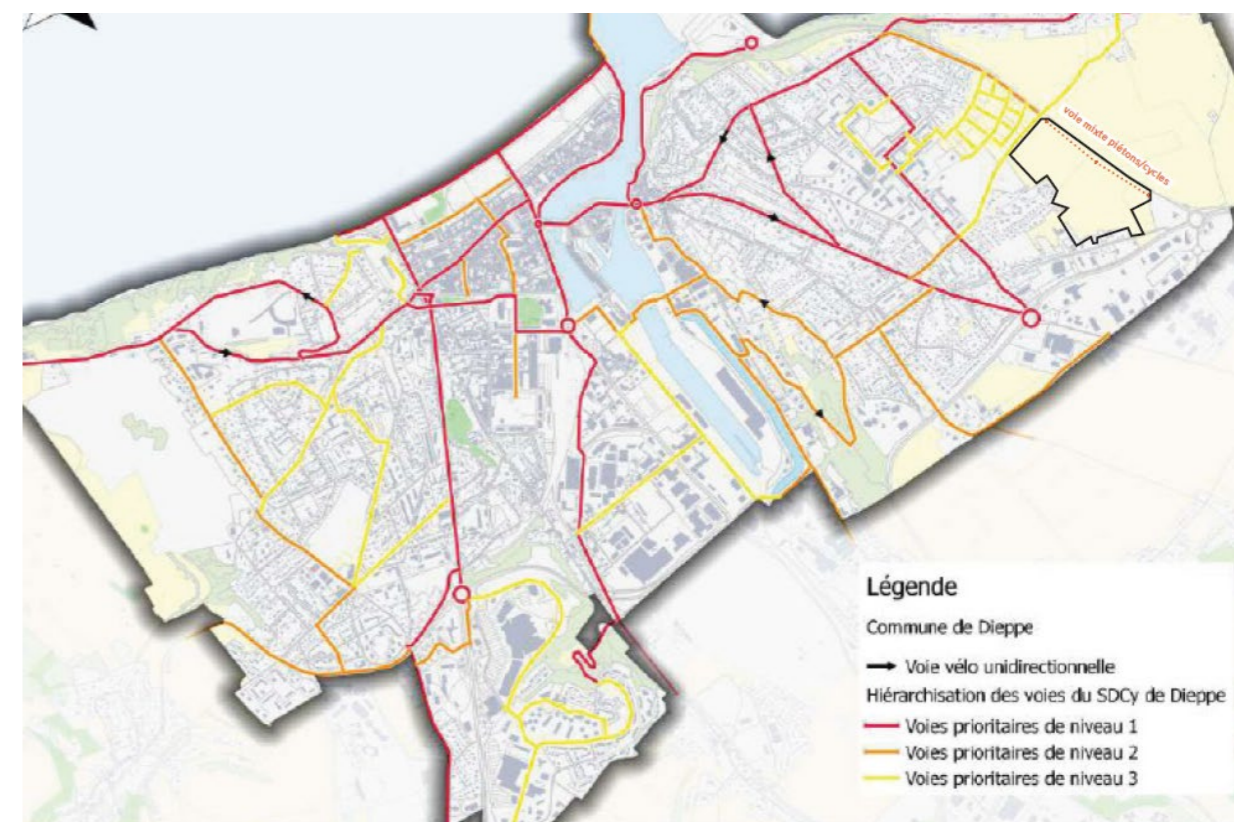 voie mixte piétons/cycles
Légende
Commune de Dieppe
Voie vélo unidirectionnelle
Hiérarchisation des voies du SDCy de Dieppe
Voies prioritaires de niveau 1
Voies prioritaires de niveau 2
Voies prioritaires de niveau 3